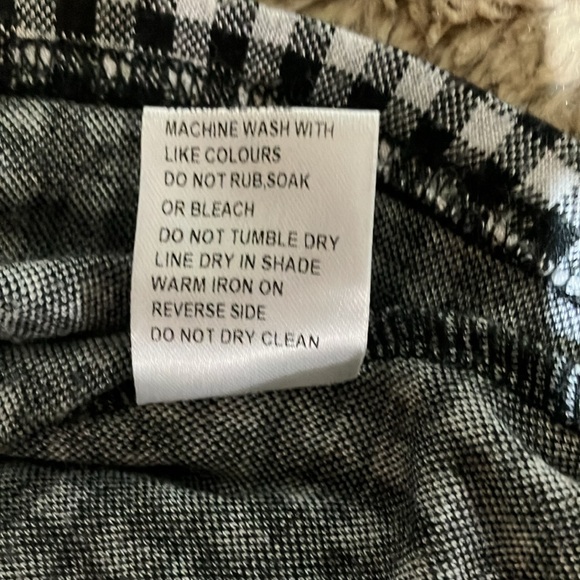 MACHINE WASH WITH
LIKE COLOURS
DO NOT RUB,SOAK
OR BLEACH
DO NOT TUMBLE DRY
LINE DRY IN SHADE
WARM IRON ON
REVERSE SIDE
DO NOT DRY CLEAN